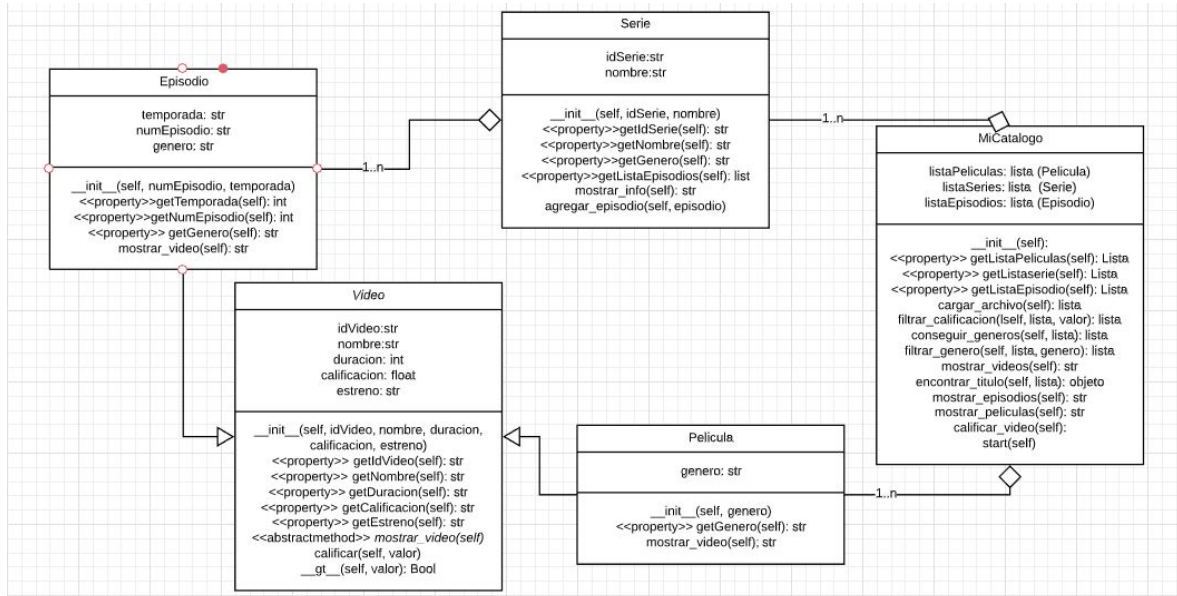 Serie
idSerie:str
nombre:str
__init__(self, idSerie, nombre)
<<property>>getIdSerie(self): str
<<property>>getNombre(self): str
<<property>>getGenero(self): str
<<property>>getListaEpisodios(self): list
mostrar_info(self): str
agregar_episodio(self, episodio)
Episodio
temporada: str
numEpisodio: str
genero: str
__init__(self, numEpisodio, temporada)
<<property>>getTemporada(self): int
<<property>>getNumEpisodio(self): int
<<property>> getGenero(self): str
mostrar_video(self): str
1..n
1..n
MiCatalogo
listaPeliculas: lista (Pelicula)
listaSeries: lista (Serie)
listaEpisodios: lista (Episodio)
__init__(self):
<<property>> getListaPeliculas(self): Lista
<<property>> getListaserie(self): Lista
<<property>> getListaEpisodio(self): Lista
cargar_archivo(self): lista
filtrar_calificacion(lself, lista, valor): lista
conseguir_generos(self, lista): lista
filtrar_genero(self, lista, genero): lista
mostrar_videos(self): str
encontrar_titulo(self, lista): objeto
mostrar_episodios(self): str
mostrar_peliculas(self): str
calificar_video(self):
start(self)
Video
idVideo:str
nombre:str
duracion: int
calificacion: float
estreno: str
__init__(self, idVideo, nombre, duracion,
calificacion, estreno)
<<property>> getIdVideo(self): str
<<property>> getNombre(self): str
<<property>> getDuracion(self): str
<<property>> getCalificacion(self): str
<<property>> getEstreno(self): str
<<abstractmethod>> mostrar_video(self)
calificar(self, valor)
__gt__(self, valor): Bool
Pelicula
genero: str
__init__(self, genero)
<<property>> getGenero(self): str
mostrar_video(self); str
1..n